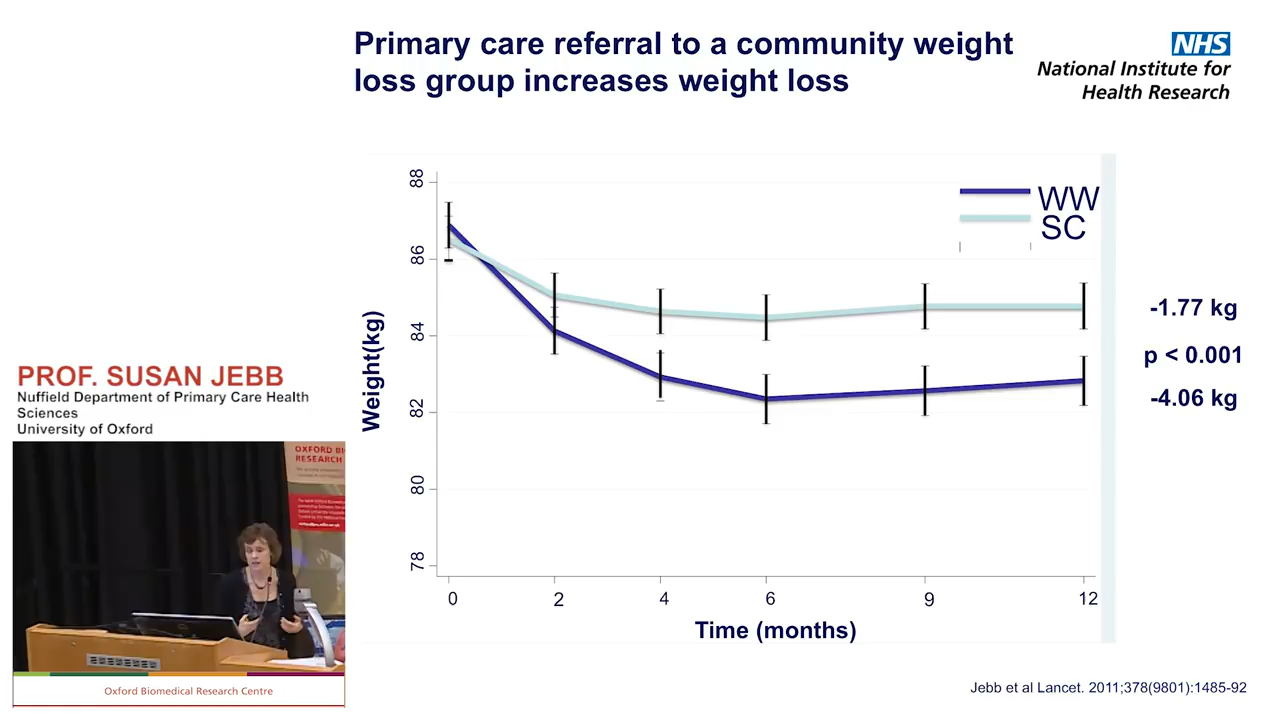 Primary care referral to a community weight
loss group increases weight loss
NHS
National Institute for
Health Research
88
86
84
82
80
78
Weight(kg)
WW
SC
-1.77 kg
p < 0.001
-4.06 kg
0 2 4 6 9 12
Time (months)
PROF. SUSAN JEBB
Nuffield Department of Primary Care Health
Sciences
University of Oxford
OXFORD BI
RESEARCH
Oxford Biomedical Research Centre
Jebb et al Lancet. 2011;378(9801):1485-92